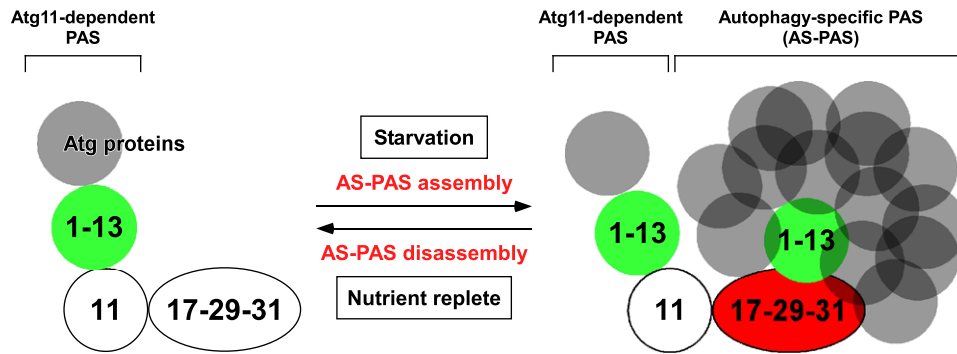 Atg11-dependent
PAS
Atg proteins
1-13
11
17-29-31
Starvation
AS-PAS assembly
AS-PAS disassembly
Nutrient replete
Atg11-dependent
PAS
Autophagy-specific PAS
(AS-PAS)
1-13
1-13
11
17-29-31